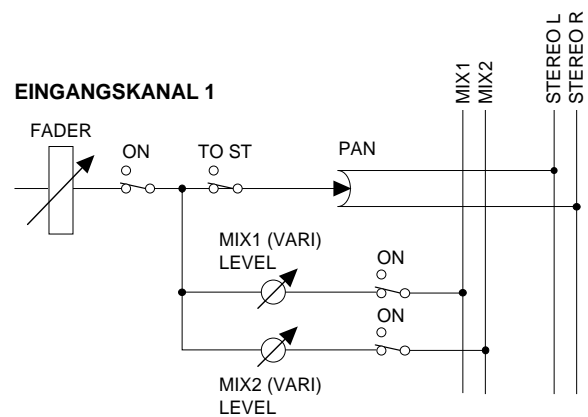 EINGANGSKANAL 1
FADER
ON
TO ST
PAN
MIX1
MIX2
STEREO L
STEREO R
MIX1 (VARI)
LEVEL
ON
ON
MIX2 (VARI)
LEVEL